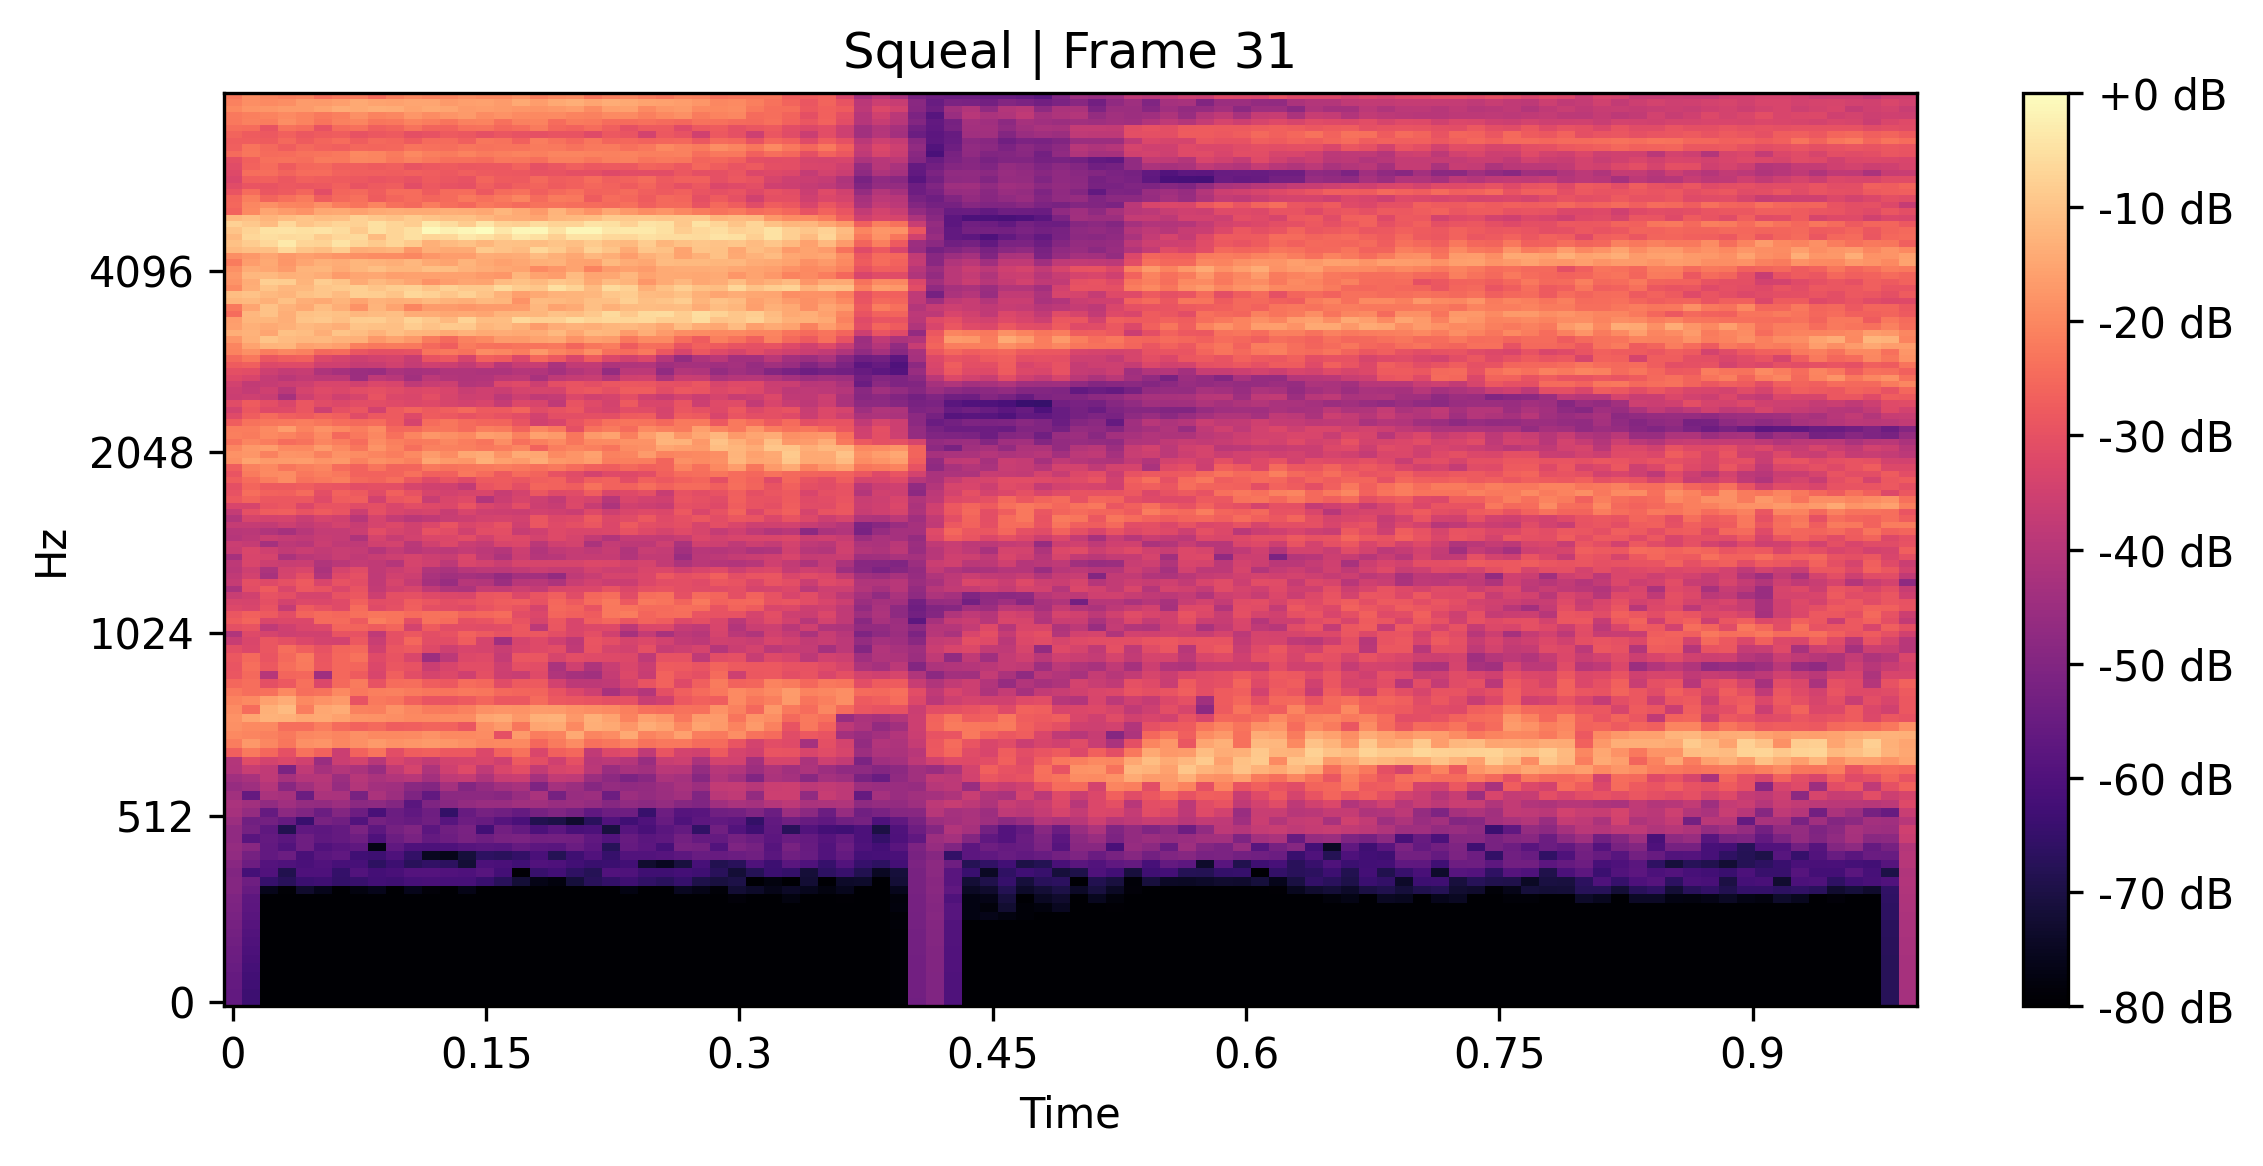 Squeal | Frame 31
Hz
4096
2048
1024
512
0
0 0.15 0.3 0.45 0.6 0.75 0.9
Time
+0 dB
-10 dB
-20 dB
-30 dB
-40 dB
-50 dB
-60 dB
-70 dB
-80 dB